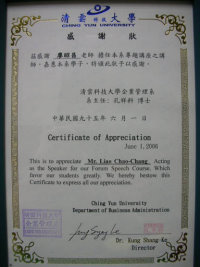 清雲科技大學
CHING YUN UNIVERSITY
感謝狀
茲感謝 廖照昌 老師 擔任本系專題講座之講
師，嘉惠本系學子，特頒此狀予以感謝。
清雲科技大學企業管理系
系主任：孔祥科 博士
中華民國九十五年六月一日
Certificate of Appreciation
June 1, 2006
This is to appreciate Mr. Liao Chao-Chang Acting
as the Speaker for our Forum Speech Course. Which
favor our students greatly. We hereby bestow this
Certificate to express all our appreciation.
Ching Yun University
Department of Business Administration
Dr. Kung Shang Ko
Director